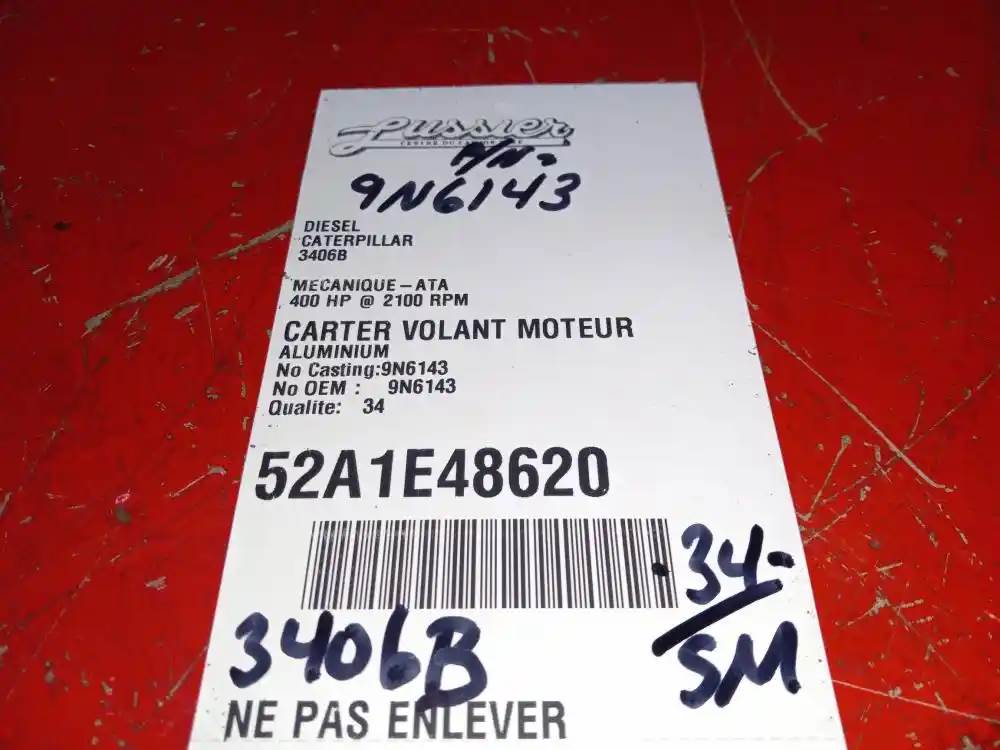 Lussier
P/N-
9N6143
DIESEL
CATERPILLAR
3406B
MECANIQUE-ATA
400 HP @ 2100 RPM
CARTER VOLANT MOTEUR
ALUMINIUM
No Casting:9N6143
No OEM : 9N6143
Qualite: 34
52A1E48620
34-
SM
3406B
NE PAS ENLEVER